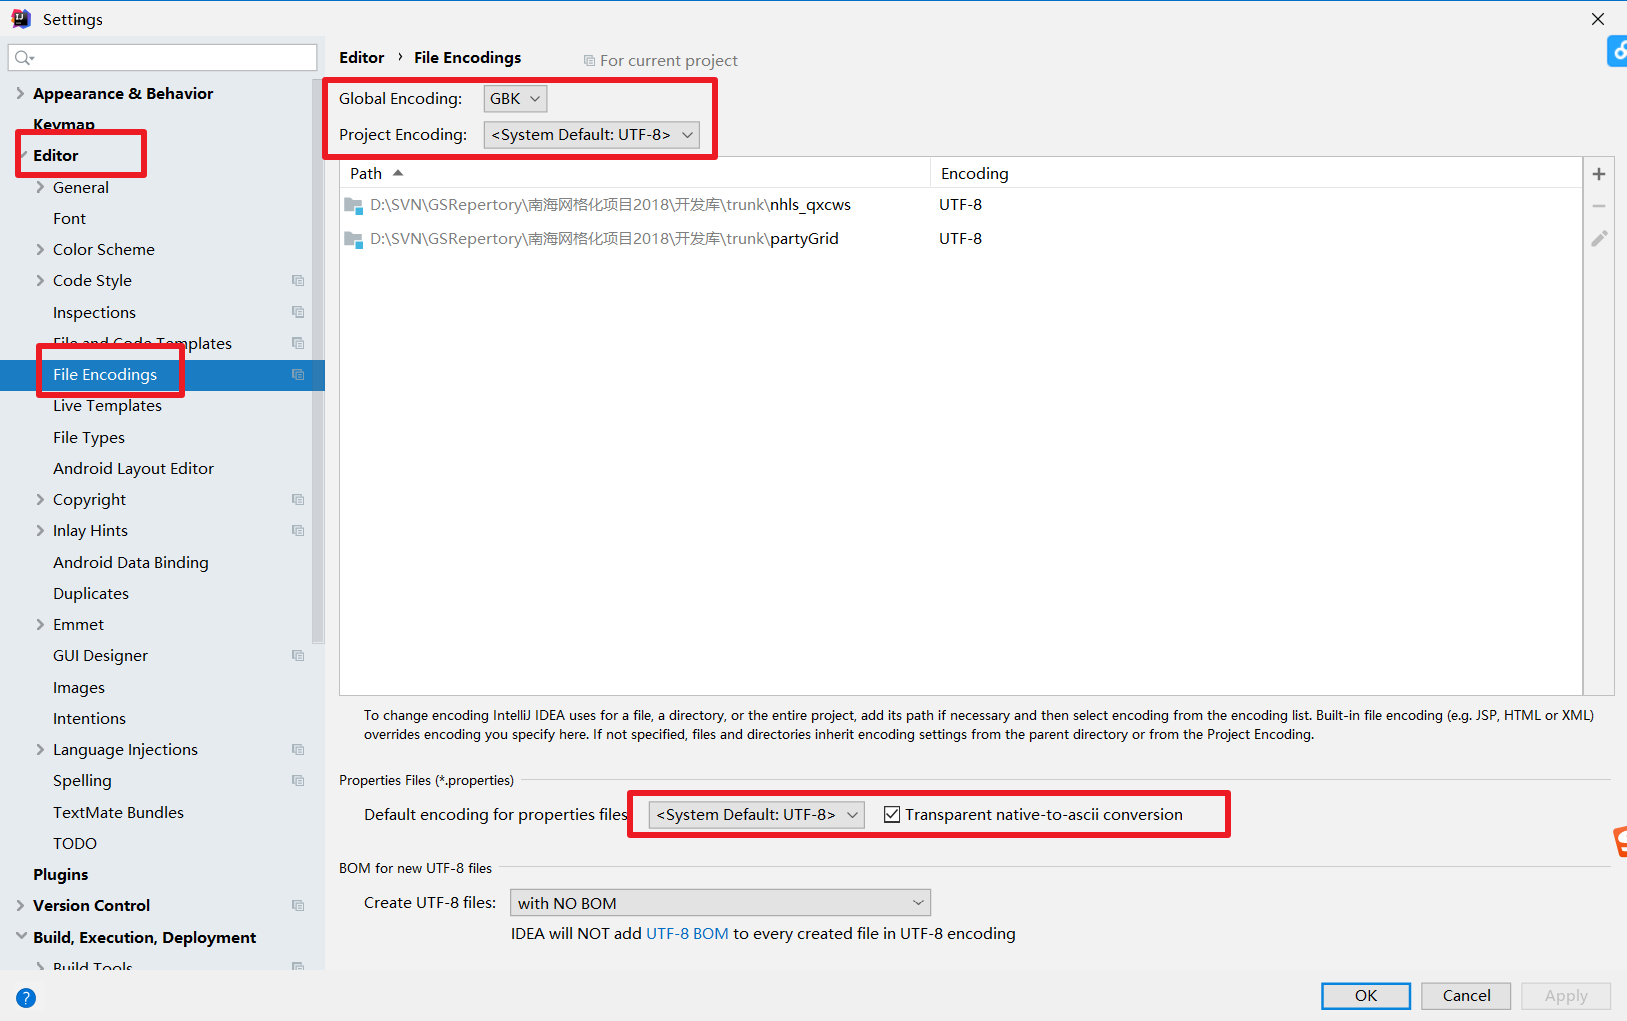 Settings
Editor › File Encodings For current project
Appearance & Behavior
Keymap
Editor
General
Font
Color Scheme
Code Style
Inspections
File and Code Templates
File Encodings
Live Templates
File Types
Android Layout Editor
Copyright
Inlay Hints
Android Data Binding
Duplicates
Emmet
GUI Designer
Images
Intentions
Language Injections
Spelling
TextMate Bundles
TODO
Plugins
Version Control
Build, Execution, Deployment
Build Tools
Global Encoding: GBK
Project Encoding: <System Default: UTF-8>
Path Encoding
D:\SVN\GSRepertory\南海网格化项目2018\开发库\trunk\nhls_qxcws UTF-8
D:\SVN\GSRepertory\南海网格化项目2018\开发库\trunk\partyGrid UTF-8
To change encoding IntelliJ IDEA uses for a file, a directory, or the entire project, add its path if necessary and then select encoding from the encoding list. Built-in file encoding (e.g. JSP, HTML or XML)
overrides encoding you specify here. If not specified, files and directories inherit encoding settings from the parent directory or from the Project Encoding.
Properties Files (*.properties)
Default encoding for properties files <System Default: UTF-8> Transparent native-to-ascii conversion
BOM for new UTF-8 files
Create UTF-8 files: with NO BOM
IDEA will NOT add UTF-8 BOM to every created file in UTF-8 encoding
? OK Cancel Apply